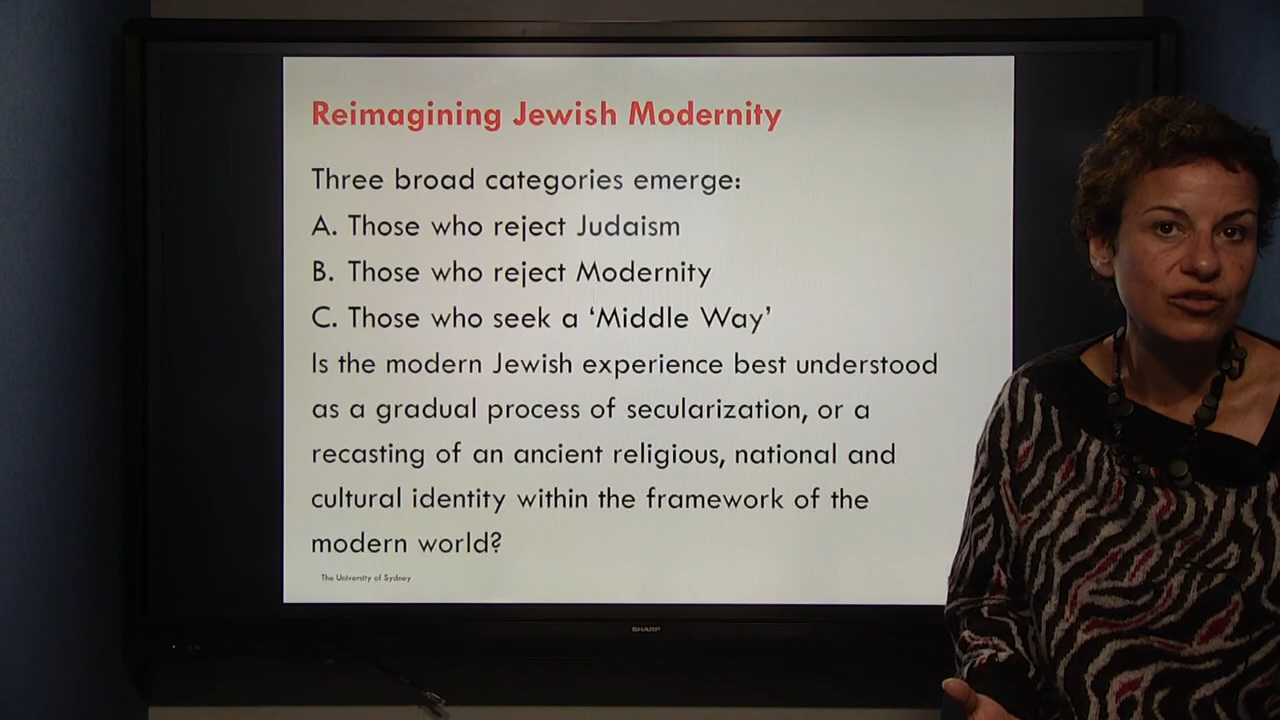 Reimagining Jewish Modernity
Three broad categories emerge:
A. Those who reject Judaism
B. Those who reject Modernity
C. Those who seek a ‘Middle Way’
Is the modern Jewish experience best understood
as a gradual process of secularization, or a
recasting of an ancient religious, national and
cultural identity within the framework of the
modern world?
The University of Sydney
SHARP